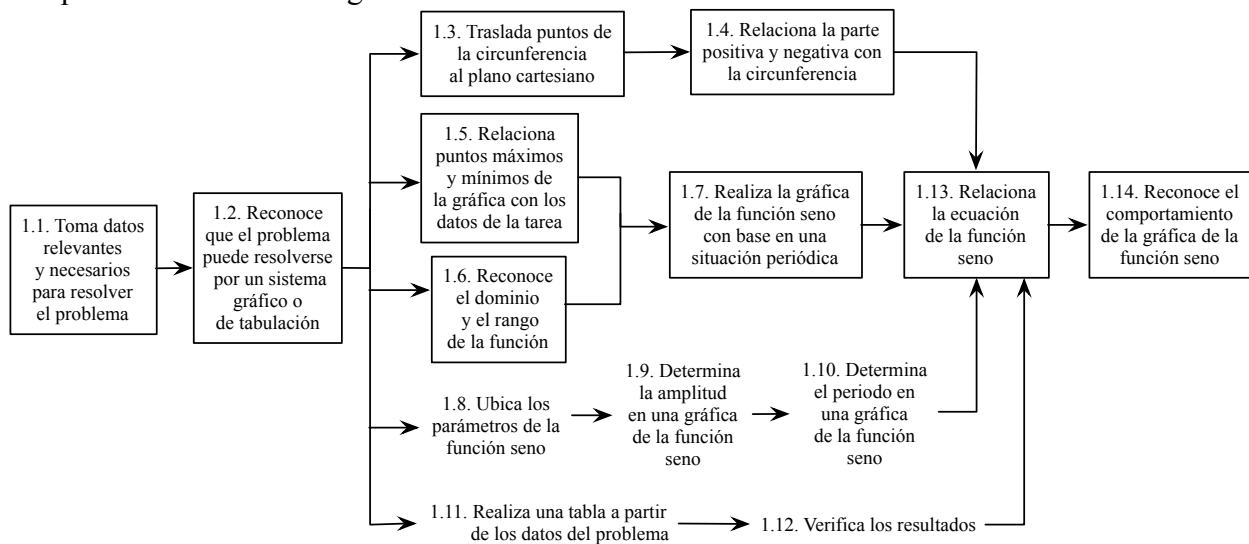 1.3. Traslada puntos de
la circunferencia
al plano cartesiano
1.4. Relaciona la parte
positiva y negativa con
la circunferencia
1.5. Relaciona
puntos máximos
y mínimos de
la gráfica con los
datos de la tarea
1.1. Toma datos
relevantes
y necesarios
para resolver
el problema
1.2. Reconoce
que el problema
puede resolverse
por un sistema
gráfico o
de tabulación
1.7. Realiza la gráfica
de la función seno
con base en una
situación periódica
1.13. Relaciona
la ecuación
de la función
seno
1.14. Reconoce el
comportamiento
de la gráfica de la
función seno
1.6. Reconoce
el dominio
y el rango
de la función
1.8. Ubica los
parámetros de la
función seno
1.9. Determina
la amplitud
en una gráfica
de la función
seno
1.10. Determina
el periodo en
una gráfica
de la función
seno
1.11. Realiza una tabla a partir
de los datos del problema
1.12. Verifica los resultados